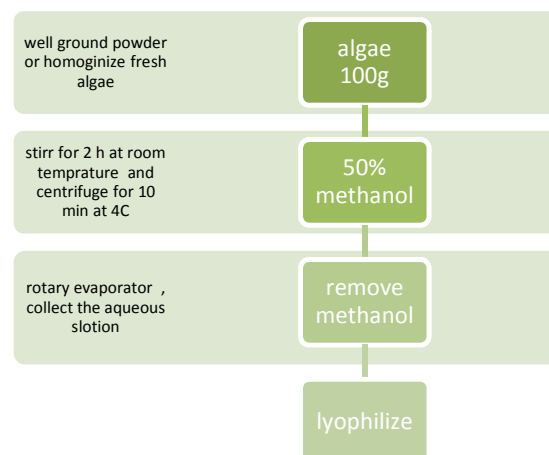 well ground powder
or homoginize fresh
algae
algae
100g
stirr for 2 h at room
temprature and
centrifuge for 10
min at 4C
50%
methanol
rotary evaporator ,
collect the aqueous
slotion
remove
methanol
lyophilize